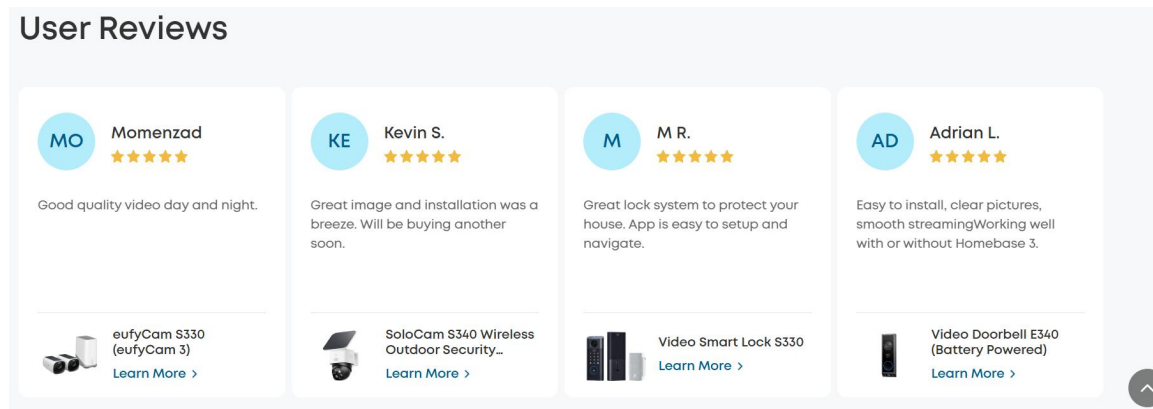 User Reviews
MO
Momenzad
Good quality video day and night.
eufyCam S330
(eufyCam 3)
Learn More >
KE
Kevin S.
Great image and installation was a
breeze. Will be buying another
soon.
SoloCam S340 Wireless
Outdoor Security...
Learn More >
M
M R.
Great lock system to protect your
house. App is easy to setup and
navigate.
Video Smart Lock S330
Learn More >
AD
Adrian L.
Easy to install, clear pictures,
smooth streamingWorking well
with or without Homebase 3.
Video Doorbell E340
(Battery Powered)
Learn More >